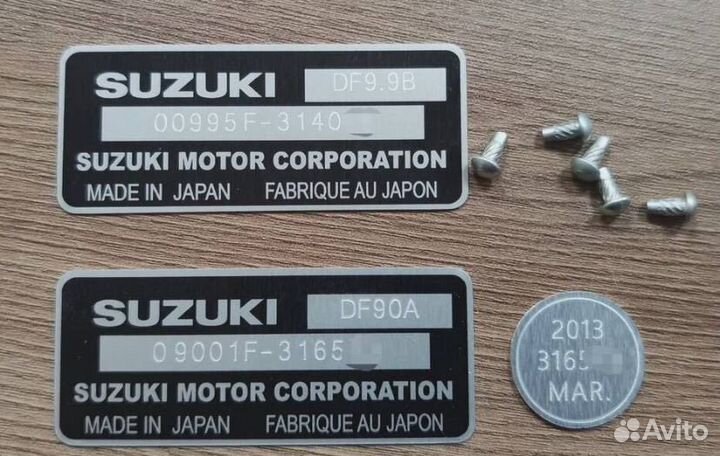 SUZUKI DF9.9B
00995F-3140
SUZUKI MOTOR CORPORATION
MADE IN JAPAN FABRIQUE AU JAPON
SUZUKI DF90A
09001F-3165
SUZUKI MOTOR CORPORATION
MADE IN JAPAN FABRIQUE AU JAPON
2013
3165
MAR.
Avito